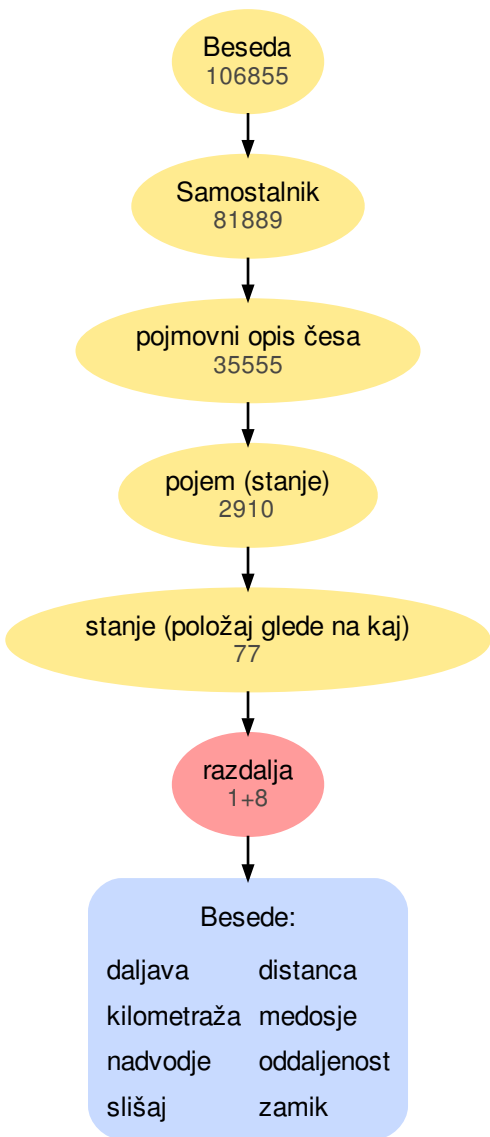 Beseda
106855
Samostalnik
81889
pojmovni opis česa
35555
pojem (stanje)
2910
stanje (položaj glede na kaj)
77
razdalja
1+8
Besede:
daljava distanca
kilometraža medosje
nadvodje oddaljenost
slišaj zamik